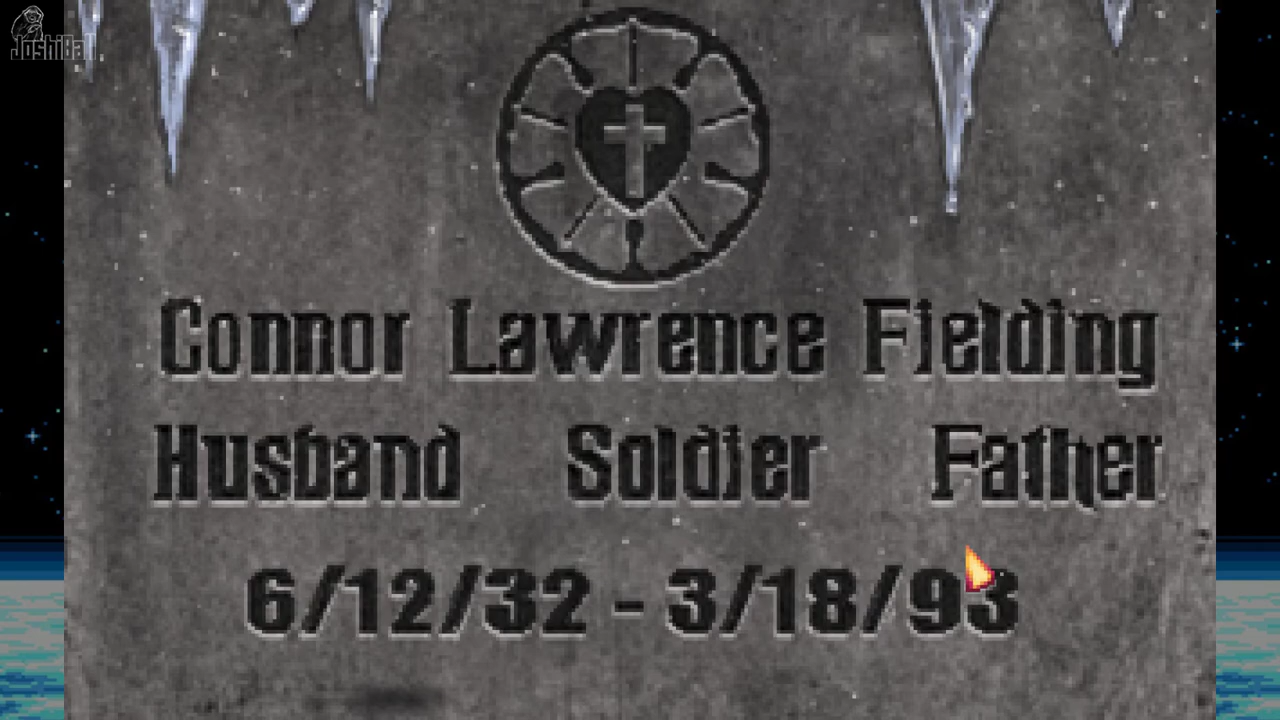 JoshiBall
Connor Lawrence Fielding
Husband Soldier Father
6/12/32 - 3/18/93